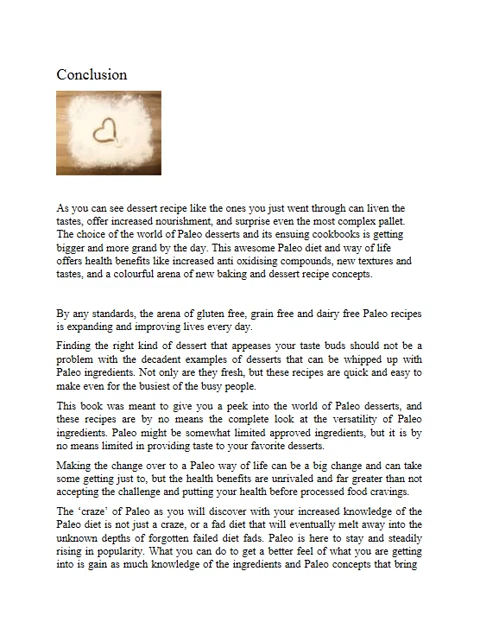 Conclusion
As you can see dessert recipe like the ones you just went through can liven the
tastes, offer increased nourishment, and surprise even the most complex pallet.
The choice of the world of Paleo desserts and its ensuing cookbooks is getting
bigger and more grand by the day. This awesome Paleo diet and way of life
offers health benefits like increased anti oxidising compounds, new textures and
tastes, and a colourful arena of new baking and dessert recipe concepts.
By any standards, the arena of gluten free, grain free and dairy free Paleo recipes
is expanding and improving lives every day.
Finding the right kind of dessert that appeases your taste buds should not be a
problem with the decadent examples of desserts that can be whipped up with
Paleo ingredients. Not only are they fresh, but these recipes are quick and easy to
make even for the busiest of the busy people.
This book was meant to give you a peek into the world of Paleo desserts, and
these recipes are by no means the complete look at the versatility of Paleo
ingredients. Paleo might be somewhat limited approved ingredients, but it is by
no means limited in providing taste to your favorite desserts.
Making the change over to a Paleo way of life can be a big change and can take
some getting just to, but the health benefits are unrivaled and far greater than not
accepting the challenge and putting your health before processed food cravings.
The ‘craze’ of Paleo as you will discover with your increased knowledge of the
Paleo diet is not just a craze, or a fad diet that will eventually melt away into the
unknown depths of forgotten failed diet fads. Paleo is here to stay and steadily
rising in popularity. What you can do to get a better feel of what you are getting
into is gain as much knowledge of the ingredients and Paleo concepts that bring